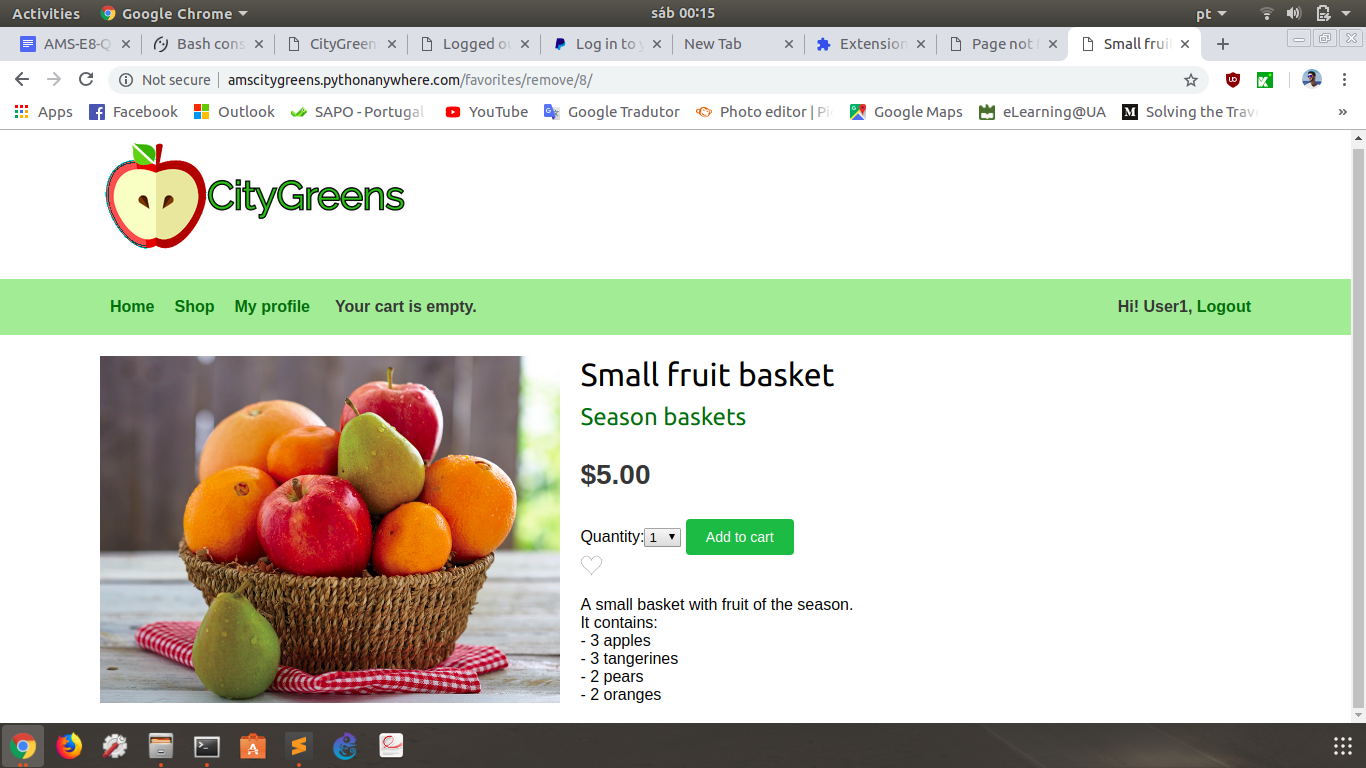 Activities Google Chrome sáb 00:15 pt
AMS-E8-Q Bash cons CityGreen Logged ou Log in to y New Tab Extension Page not f Small frui
Not secure amscitygreens.pythonanywhere.com/favorites/remove/8/
Apps Facebook Outlook SAPO - Portugal YouTube Google Tradutor Photo editor | Pi Google Maps eLearning@UA Solving the Trav »
CityGreens
Home Shop My profile Your cart is empty. Hi! User1, Logout
Small fruit basket
Season baskets
$5.00
Quantity: 1 Add to cart
A small basket with fruit of the season.
It contains:
- 3 apples
- 3 tangerines
- 2 pears
- 2 oranges